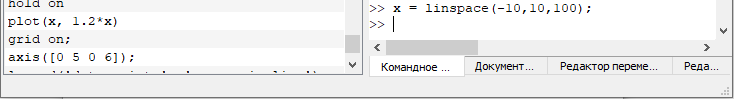 hold on
plot(x, 1.2*x)
grid on;
axis([0 5 0 6]);
>> x = linspace(-10,10,100);
>>
Командное ...
Документ...
Редактор переме...
Реда...